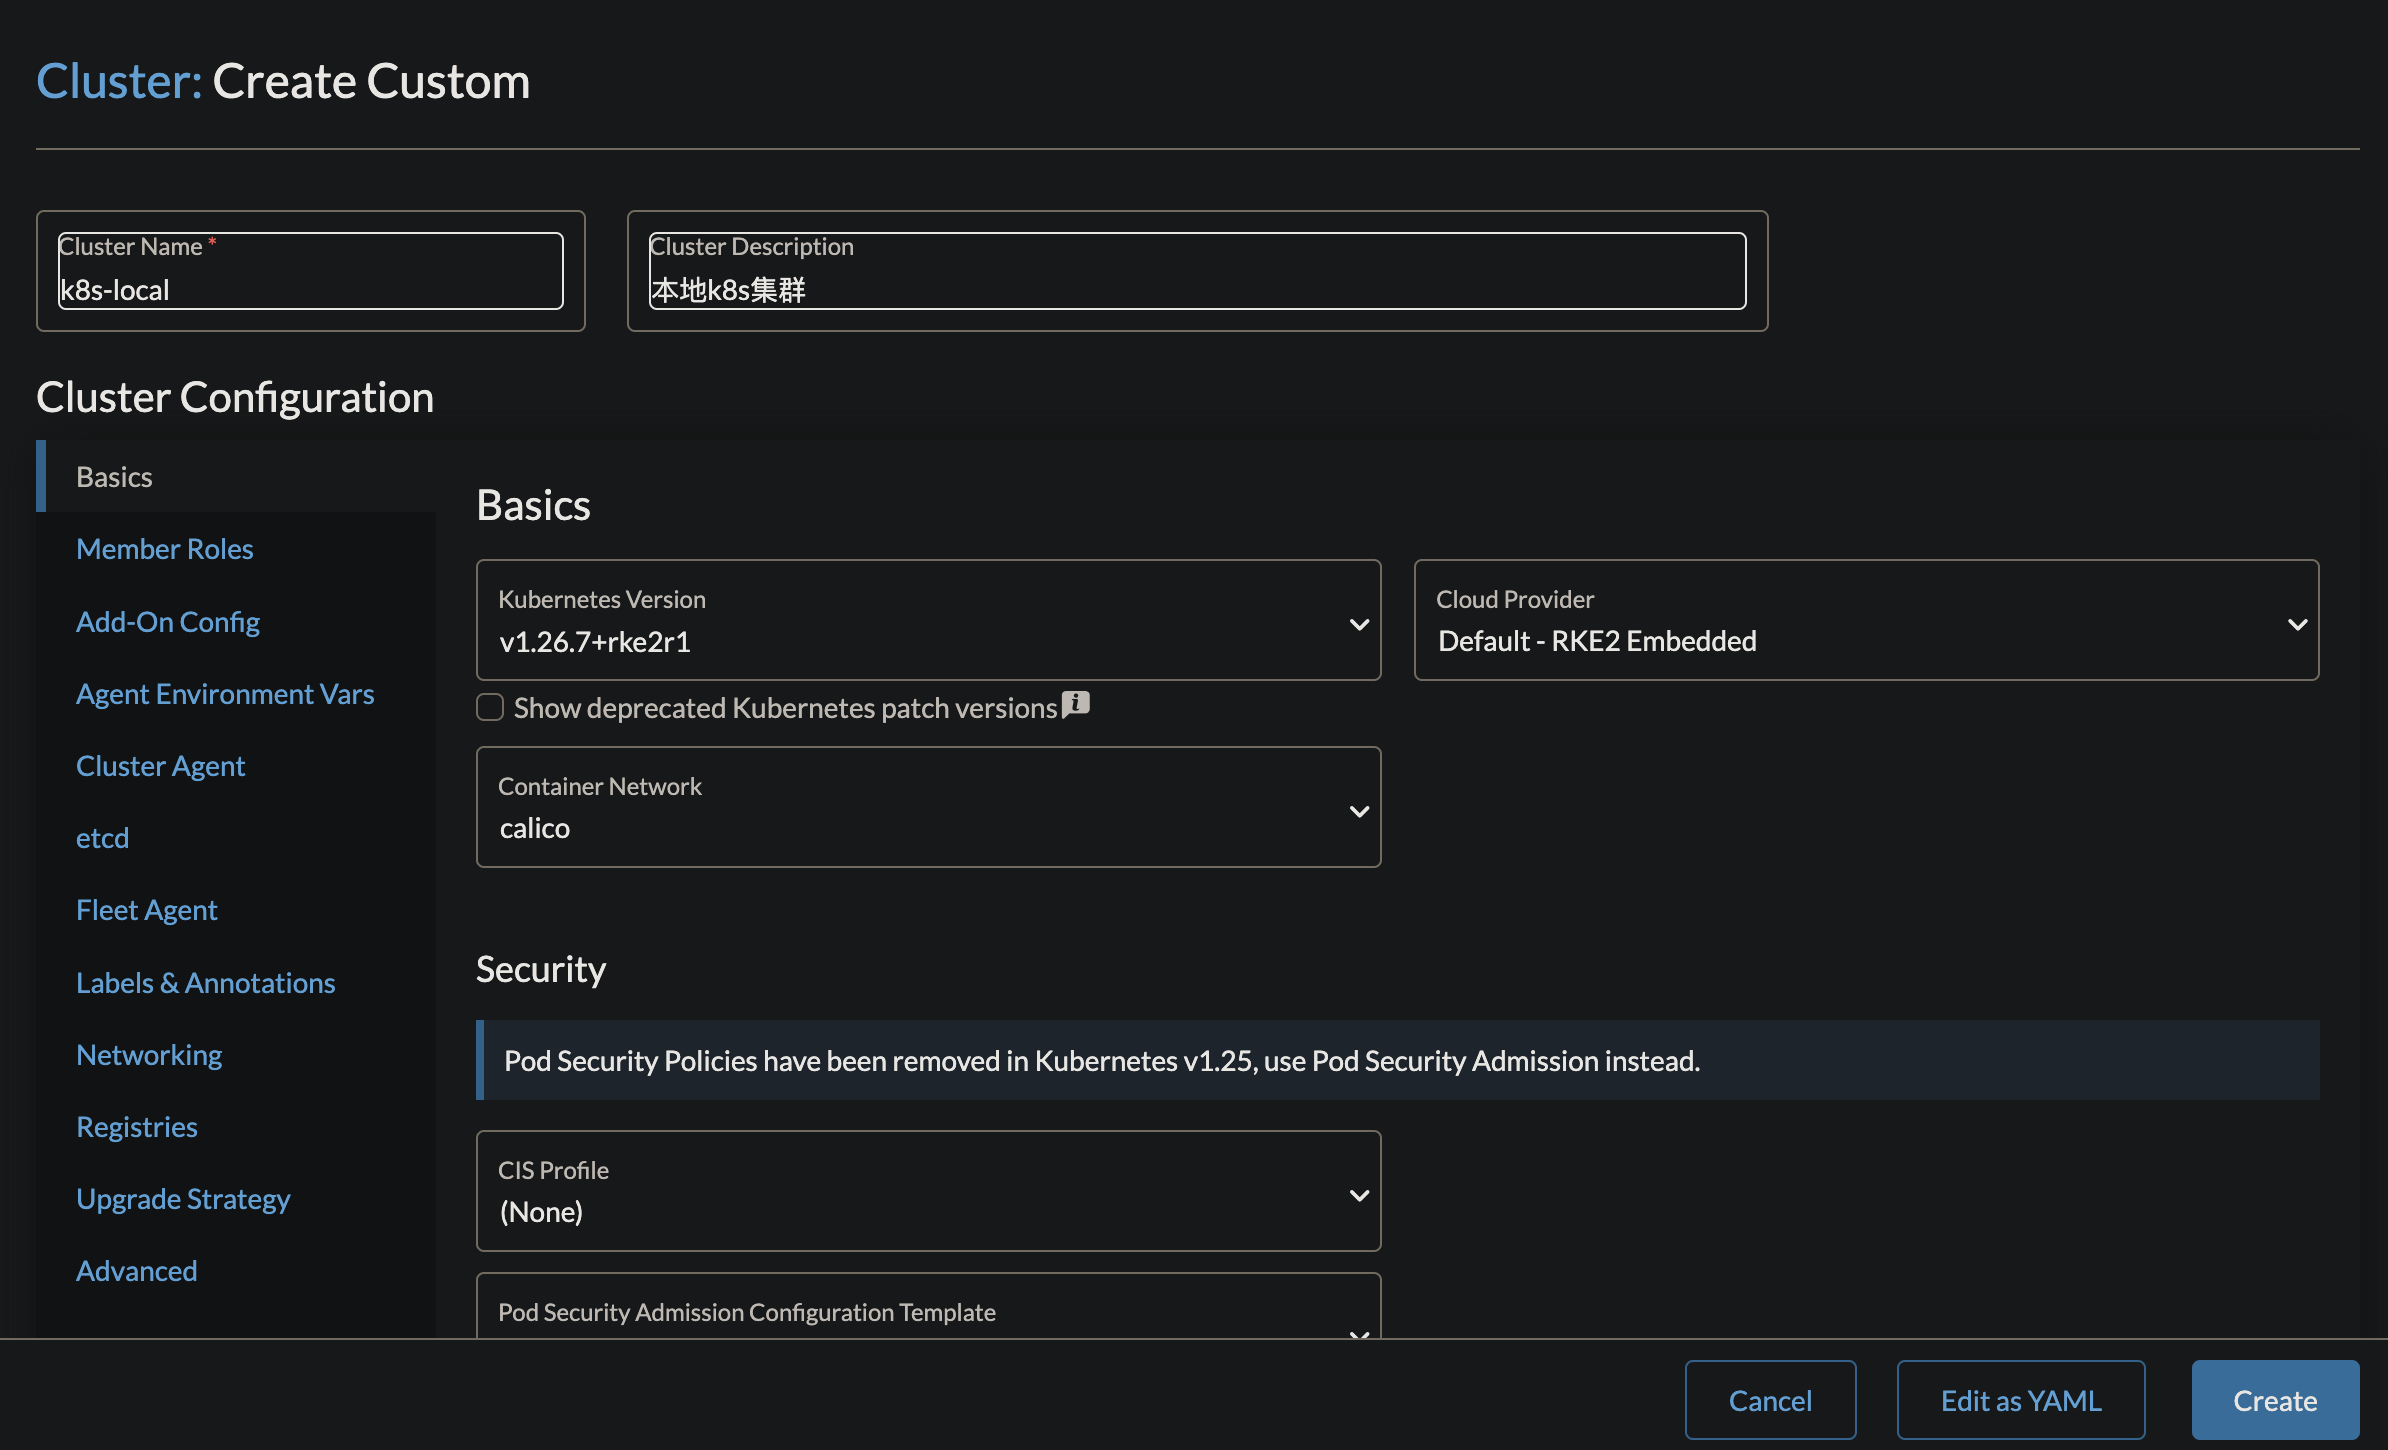 Cluster: Create Custom
Cluster Name *
k8s-local
Cluster Description
本地k8s集群
Cluster Configuration
Basics
Member Roles
Add-On Config
Agent Environment Vars
Cluster Agent
etcd
Fleet Agent
Labels & Annotations
Networking
Registries
Upgrade Strategy
Advanced
Basics
Kubernetes Version
v1.26.7+rke2r1
Cloud Provider
Default - RKE2 Embedded
Show deprecated Kubernetes patch versions
Container Network
calico
Security
Pod Security Policies have been removed in Kubernetes v1.25, use Pod Security Admission instead.
CIS Profile
(None)
Pod Security Admission Configuration Template
Cancel
Edit as YAML
Create